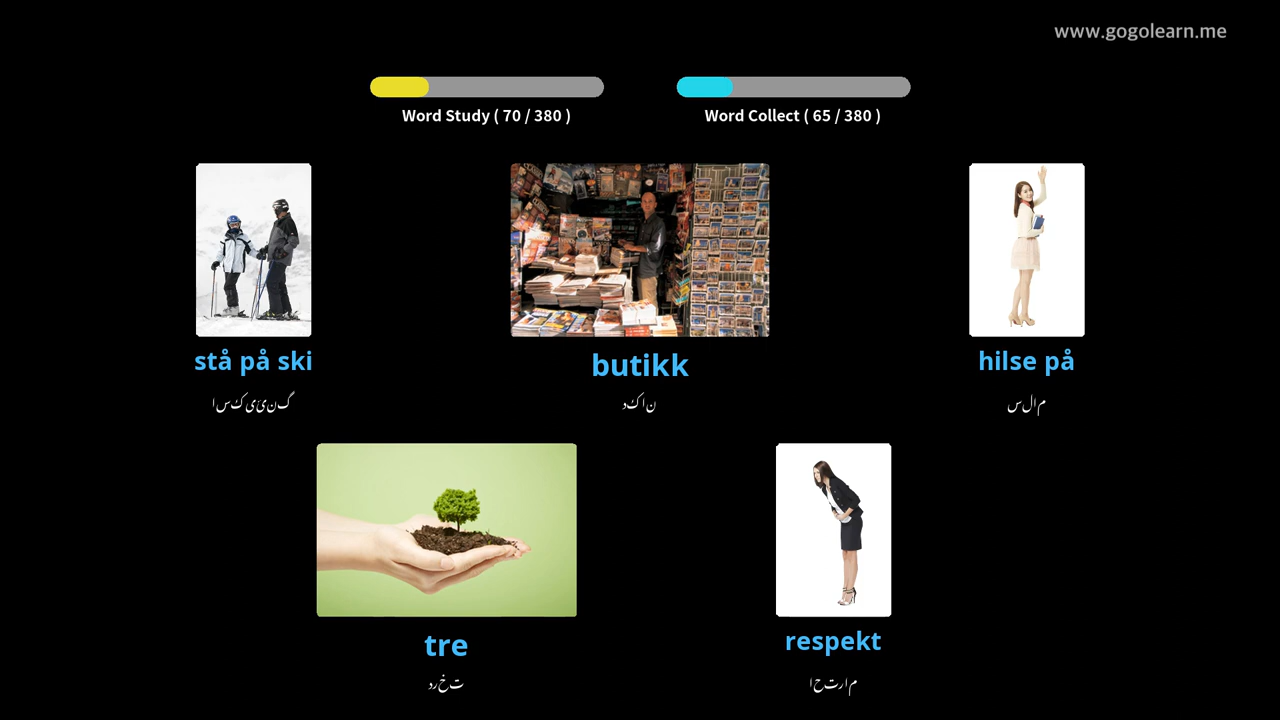 www.gogolearn.me
Word Study ( 70 / 380 )
Word Collect ( 65 / 380 )
stå på ski
اسکیئنگ
butikk
دکان
hilse på
سلام
tre
درخت
respekt
احترام